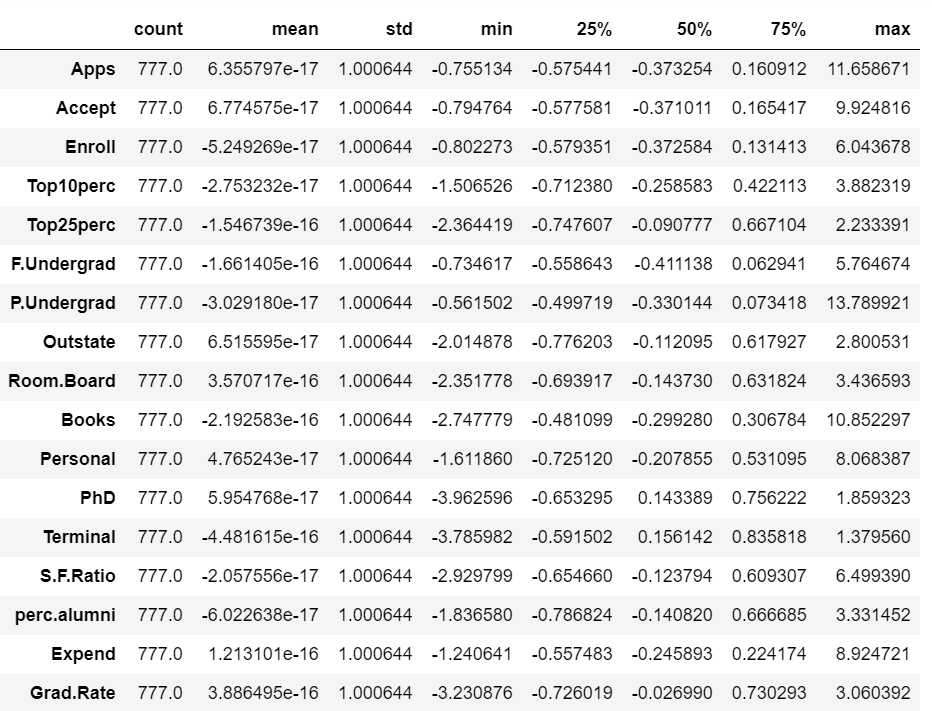 count mean std min 25% 50% 75% max
Apps 777.0 6.355797e-17 1.000644 -0.755134 -0.575441 -0.373254 0.160912 11.658671
Accept 777.0 6.774575e-17 1.000644 -0.794764 -0.577581 -0.371011 0.165417 9.924816
Enroll 777.0 -5.249269e-17 1.000644 -0.802273 -0.579351 -0.372584 0.131413 6.043678
Top10perc 777.0 -2.753232e-17 1.000644 -1.506526 -0.712380 -0.258583 0.422113 3.882319
Top25perc 777.0 -1.546739e-16 1.000644 -2.364419 -0.747607 -0.090777 0.667104 2.233391
F.Undergrad 777.0 -1.661405e-16 1.000644 -0.734617 -0.558643 -0.411138 0.062941 5.764674
P.Undergrad 777.0 -3.029180e-17 1.000644 -0.561502 -0.499719 -0.330144 0.073418 13.789921
Outstate 777.0 6.515595e-17 1.000644 -2.014878 -0.776203 -0.112095 0.617927 2.800531
Room.Board 777.0 3.570717e-16 1.000644 -2.351778 -0.693917 -0.143730 0.631824 3.436593
Books 777.0 -2.192583e-16 1.000644 -2.747779 -0.481099 -0.299280 0.306784 10.852297
Personal 777.0 4.765243e-17 1.000644 -1.611860 -0.725120 -0.207855 0.531095 8.068387
PhD 777.0 5.954768e-17 1.000644 -3.962596 -0.653295 0.143389 0.756222 1.859323
Terminal 777.0 -4.481615e-16 1.000644 -3.785982 -0.591502 0.156142 0.835818 1.379560
S.F.Ratio 777.0 -2.057556e-17 1.000644 -2.929799 -0.654660 -0.123794 0.609307 6.499390
perc.alumni 777.0 -6.022638e-17 1.000644 -1.836580 -0.786824 -0.140820 0.666685 3.331452
Expend 777.0 1.213101e-16 1.000644 -1.240641 -0.557483 -0.245893 0.224174 8.924721
Grad.Rate 777.0 3.886495e-16 1.000644 -3.230876 -0.726019 -0.026990 0.730293 3.060392